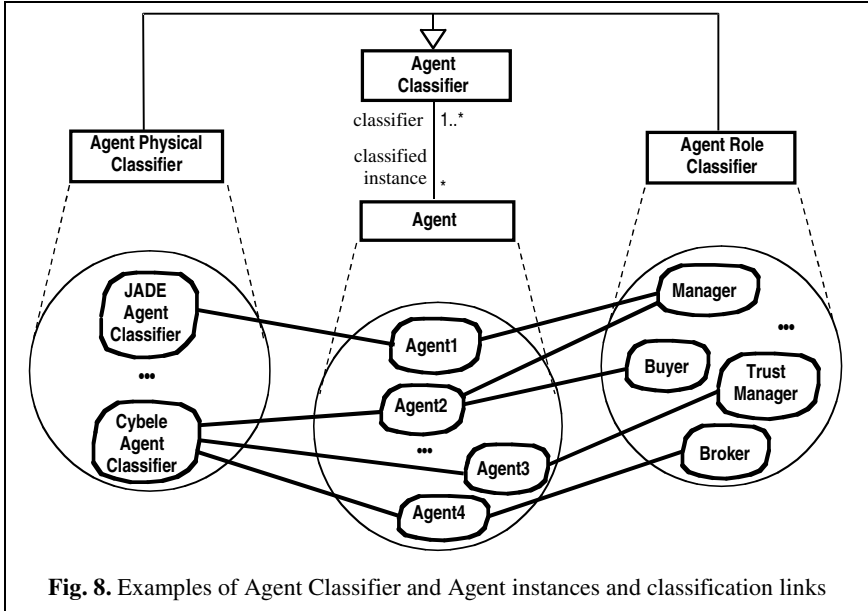 Agent
Classifier
classifier
1..*
Agent Physical
Classifier
Agent Role
Classifier
classified
instance
*
Agent
JADE
Agent
Classifier
...
Cybele
Agent
Classifier
Agent1
Agent2
...
Agent3
Agent4
Manager
...
Buyer
Trust
Manager
Broker
Fig. 8. Examples of Agent Classifier and Agent instances and classification links